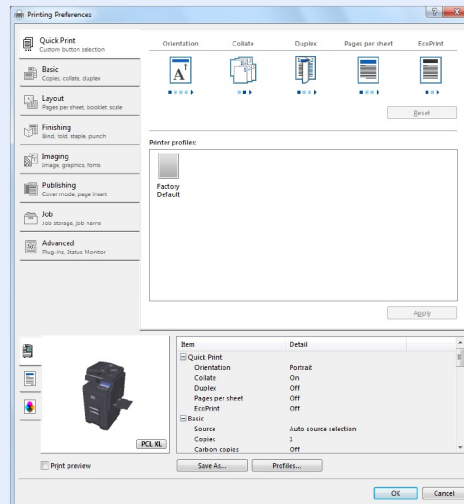 Printing Preferences
Quick Print
Custom button selection
Basic
Copies, collate, duplex
Layout
Pages per sheet, booklet, scale
Finishing
Bind, fold, staple, punch
Imaging
Image, graphics, fonts
Publishing
Cover mode, page insert
Job
Job storage, job name
Advanced
Plug-ins, Status Monitor
Orientation Collate Duplex Pages per sheet EcoPrint
A
Reset
Printer profiles:
Factory
Default
Apply
Item Detail
Quick Print
Orientation Portrait
Collate On
Duplex Off
Pages per sheet Off
EcoPrint Off
Basic
Source Auto source selection
Copies 1
Carbon copies Off
PCL XL
Print preview
Save As... Profiles...
OK Cancel